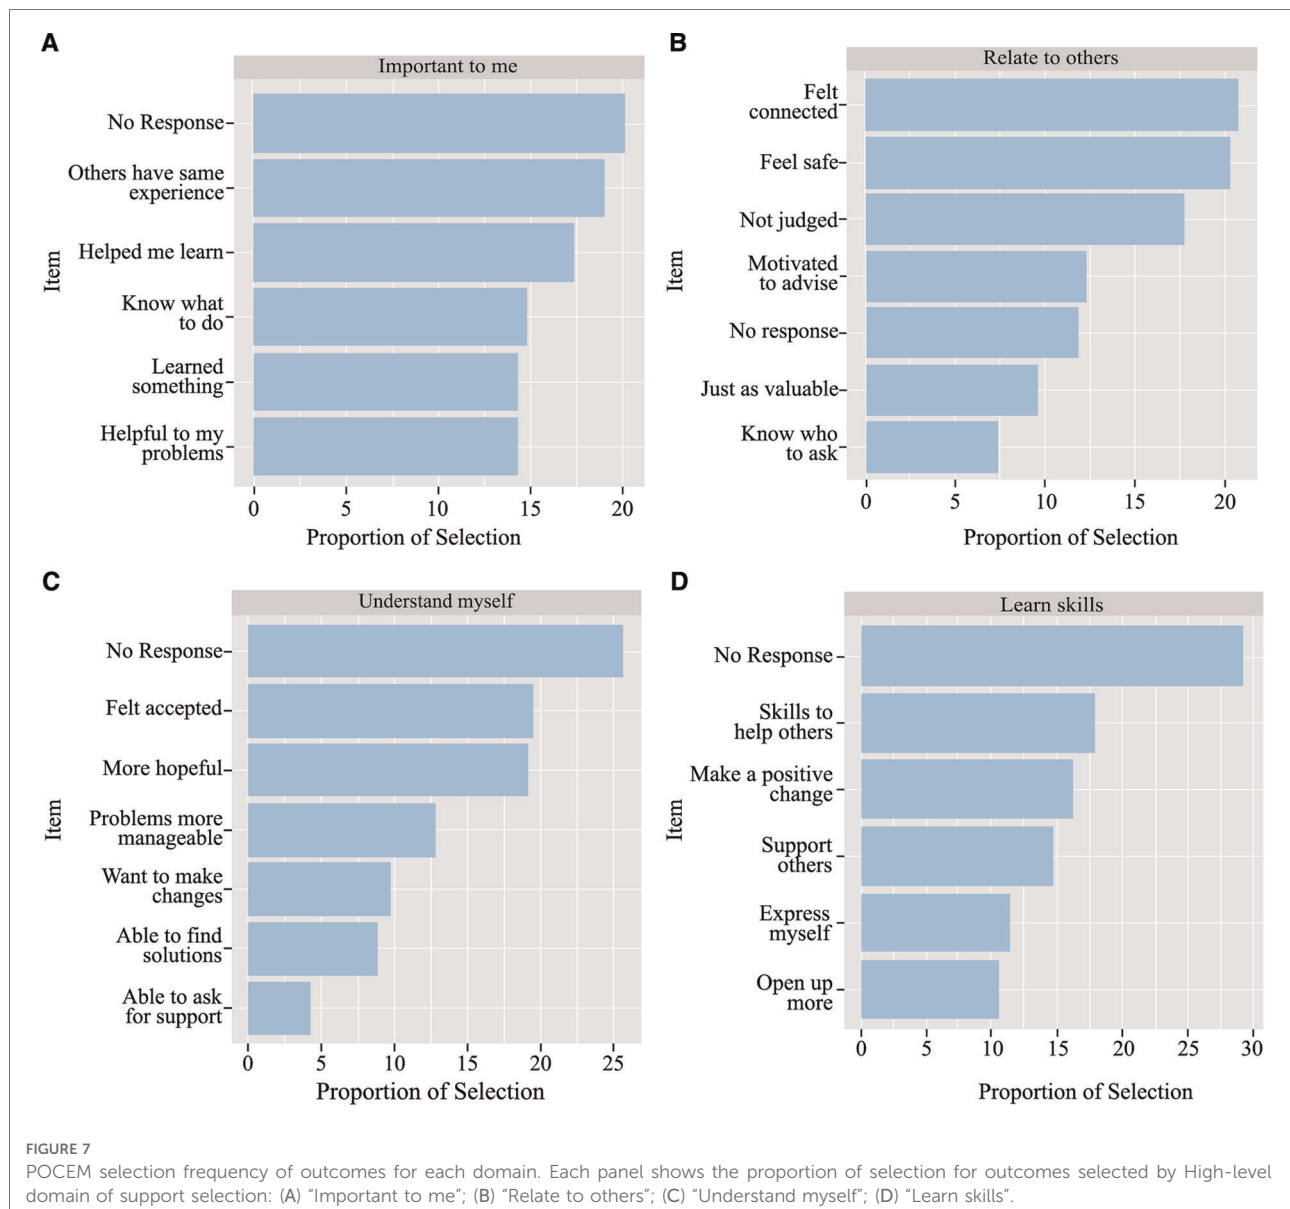 A
Important to me
No Response
Others have same
experience
Helped me learn
Know what
to do
Learned
something
Helpful to my
problems
Item
0 5 10 15 20
Proportion of Selection
B
Relate to others
Felt
connected
Feel safe
Not judged
Motivated
to advise
No response
Just as valuable
Know who
to ask
Item
0 5 10 15 20
Proportion of Selection
C
Understand myself
No Response
Felt accepted
More hopeful
Problems more
manageable
Want to make
changes
Able to find
solutions
Able to ask
for support
Item
0 5 10 15 20 25
Proportion of Selection
D
Learn skills
No Response
Skills to
help others
Make a positive
change
Support
others
Express
myself
Open up
more
Item
0 5 10 15 20 25 30
Proportion of Selection
FIGURE 7
POCEM selection frequency of outcomes for each domain. Each panel shows the proportion of selection for outcomes selected by High-level
domain of support selection: (A) “Important to me”; (B) “Relate to others”; (C) “Understand myself”; (D) “Learn skills”.